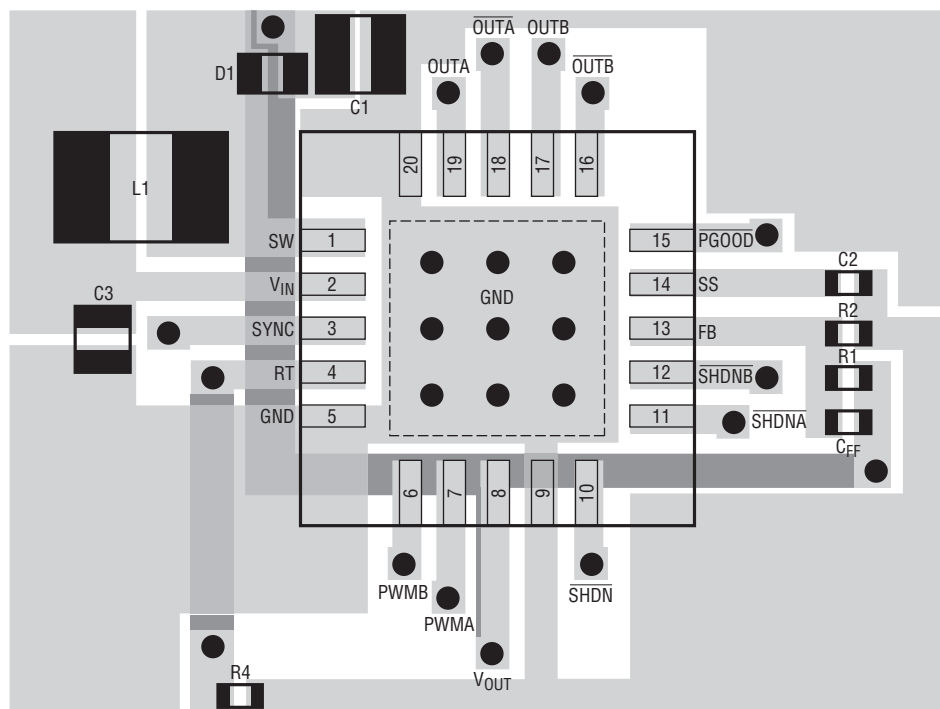 OUTA OUTB
D1 OUTA OUTB
C1
20 19 18 17 16
L1
SW 1 15 PGOOD
VIN 2 GND 14 SS C2
C3 SYNC 3 13 FB R2
RT 4 12 SHDNB R1
GND 5 11 SHDNA
CFF
6 7 8 9 10
PWMB SHDN
PWMA
R4 VOUT